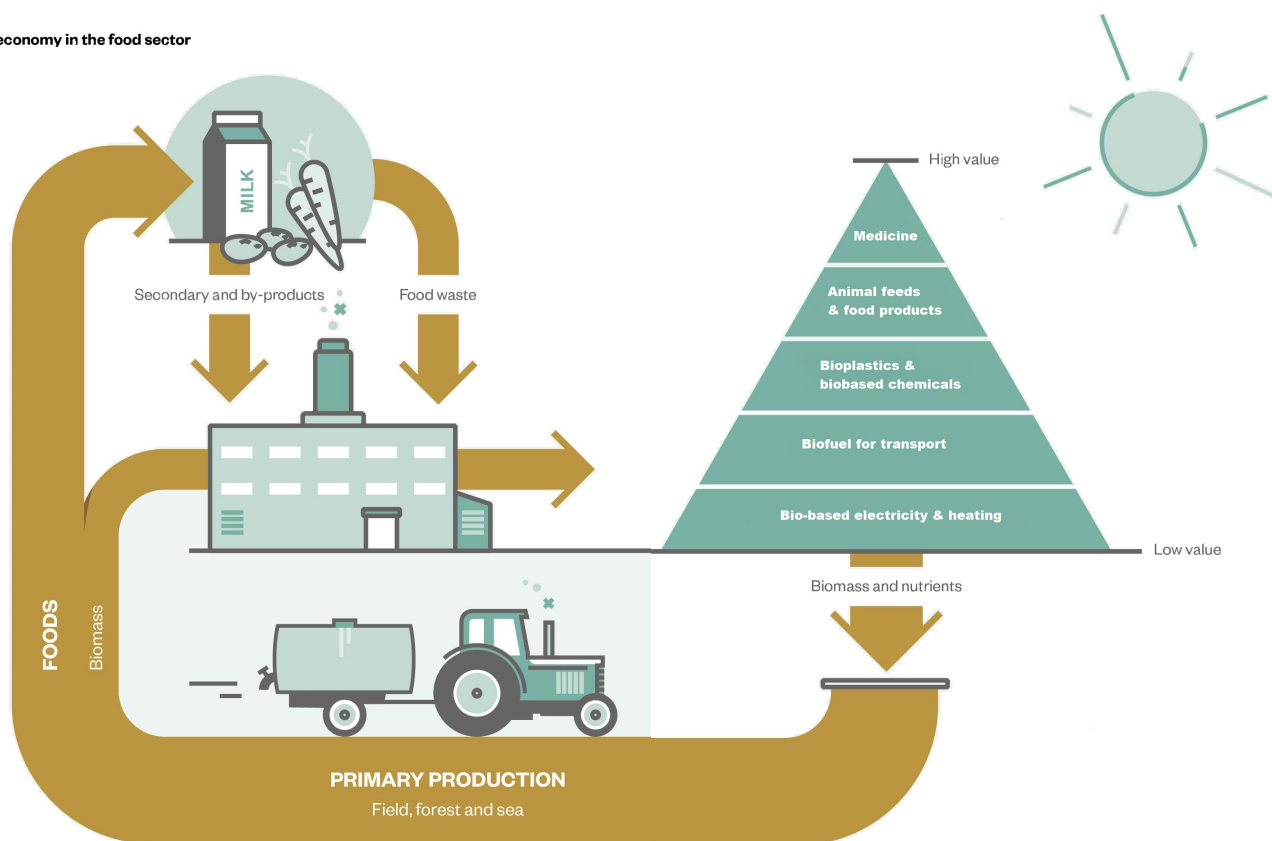 economy in the food sector
MILK
High value
Medicine
Secondary and by-products
Food waste
Animal feeds
& food products
Bioplastics &
biobased chemicals
Biofuel for transport
Bio-based electricity & heating
Low value
Biomass and nutrients
FOODS
Biomass
PRIMARY PRODUCTION
Field, forest and sea